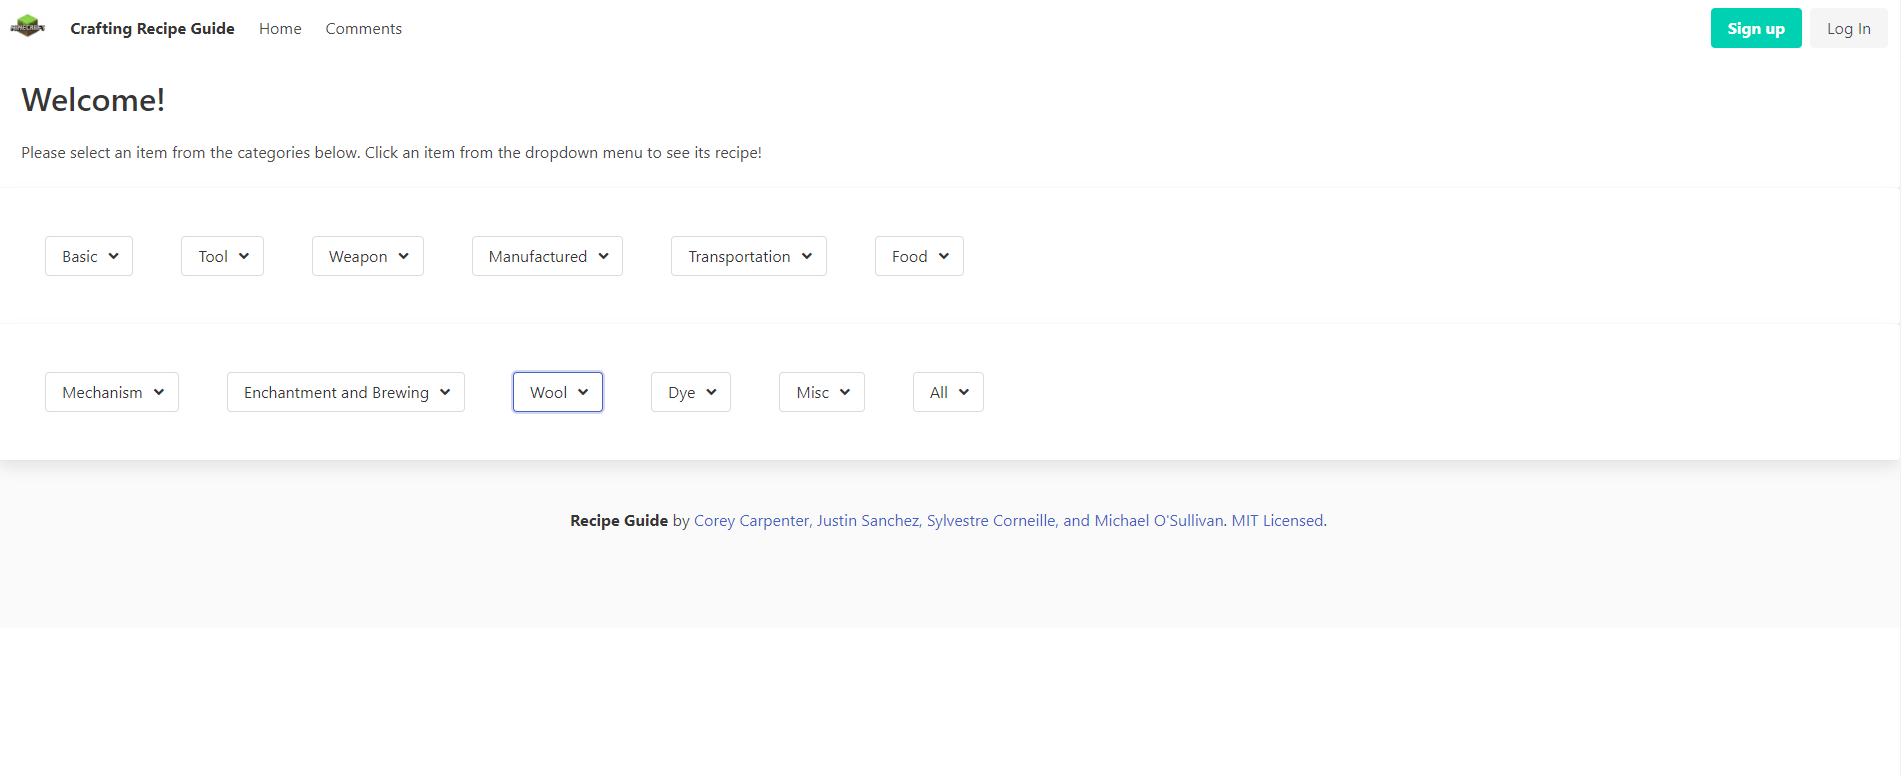 MINECRAFT Crafting Recipe Guide Home Comments Sign up Log In
Welcome!
Please select an item from the categories below. Click an item from the dropdown menu to see its recipe!
Basic Tool Weapon Manufactured Transportation Food
Mechanism Enchantment and Brewing Wool Dye Misc All
Recipe Guide by Corey Carpenter, Justin Sanchez, Sylvestre Corneille, and Michael O'Sullivan. MIT Licensed.